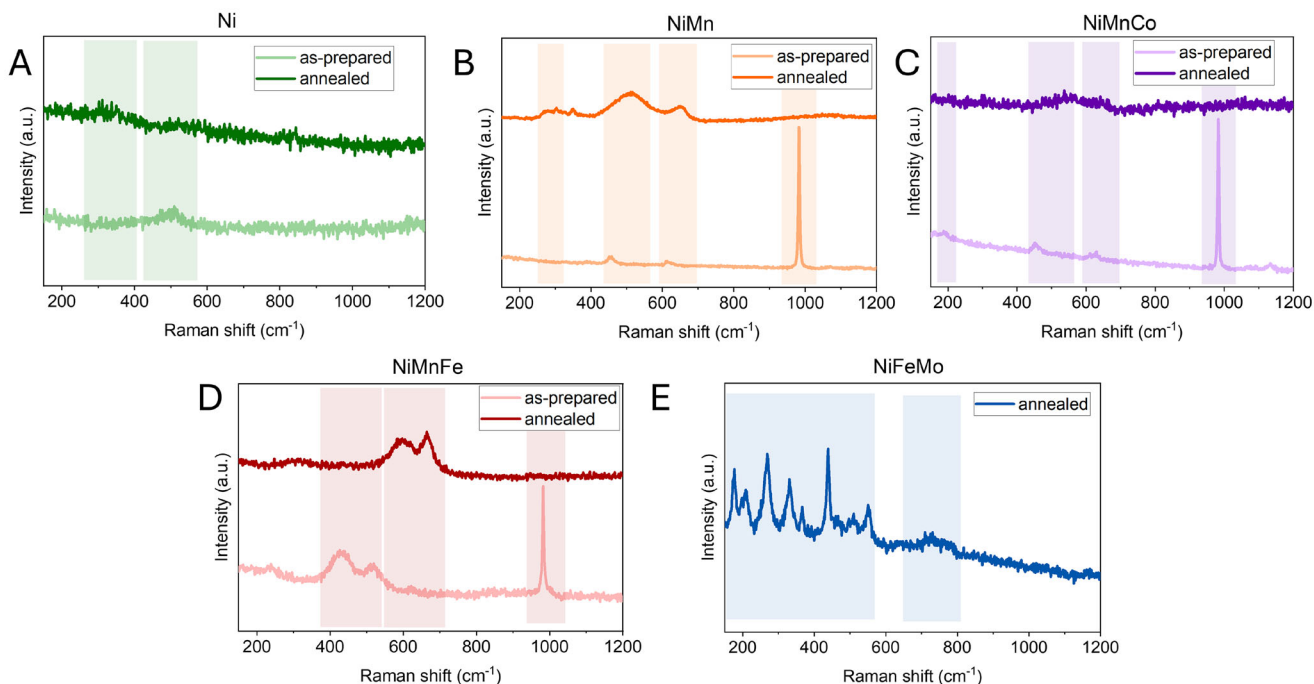 Ni
A
as-prepared
annealed
Intensity (a.u.)
200 400 600 800 1000 1200
Raman shift (cm⁻¹)
NiMn
B
as-prepared
annealed
Intensity (a.u.)
200 400 600 800 1000 1200
Raman shift (cm⁻¹)
NiMnCo
C
as-prepared
annealed
Intensity (a.u.)
200 400 600 800 1000 1200
Raman shift (cm⁻¹)
NiMnFe
D
as-prepared
annealed
Intensity (a.u.)
200 400 600 800 1000 1200
Raman shift (cm⁻¹)
NiFeMo
E
annealed
Intensity (a.u.)
200 400 600 800 1000 1200
Raman shift (cm⁻¹)